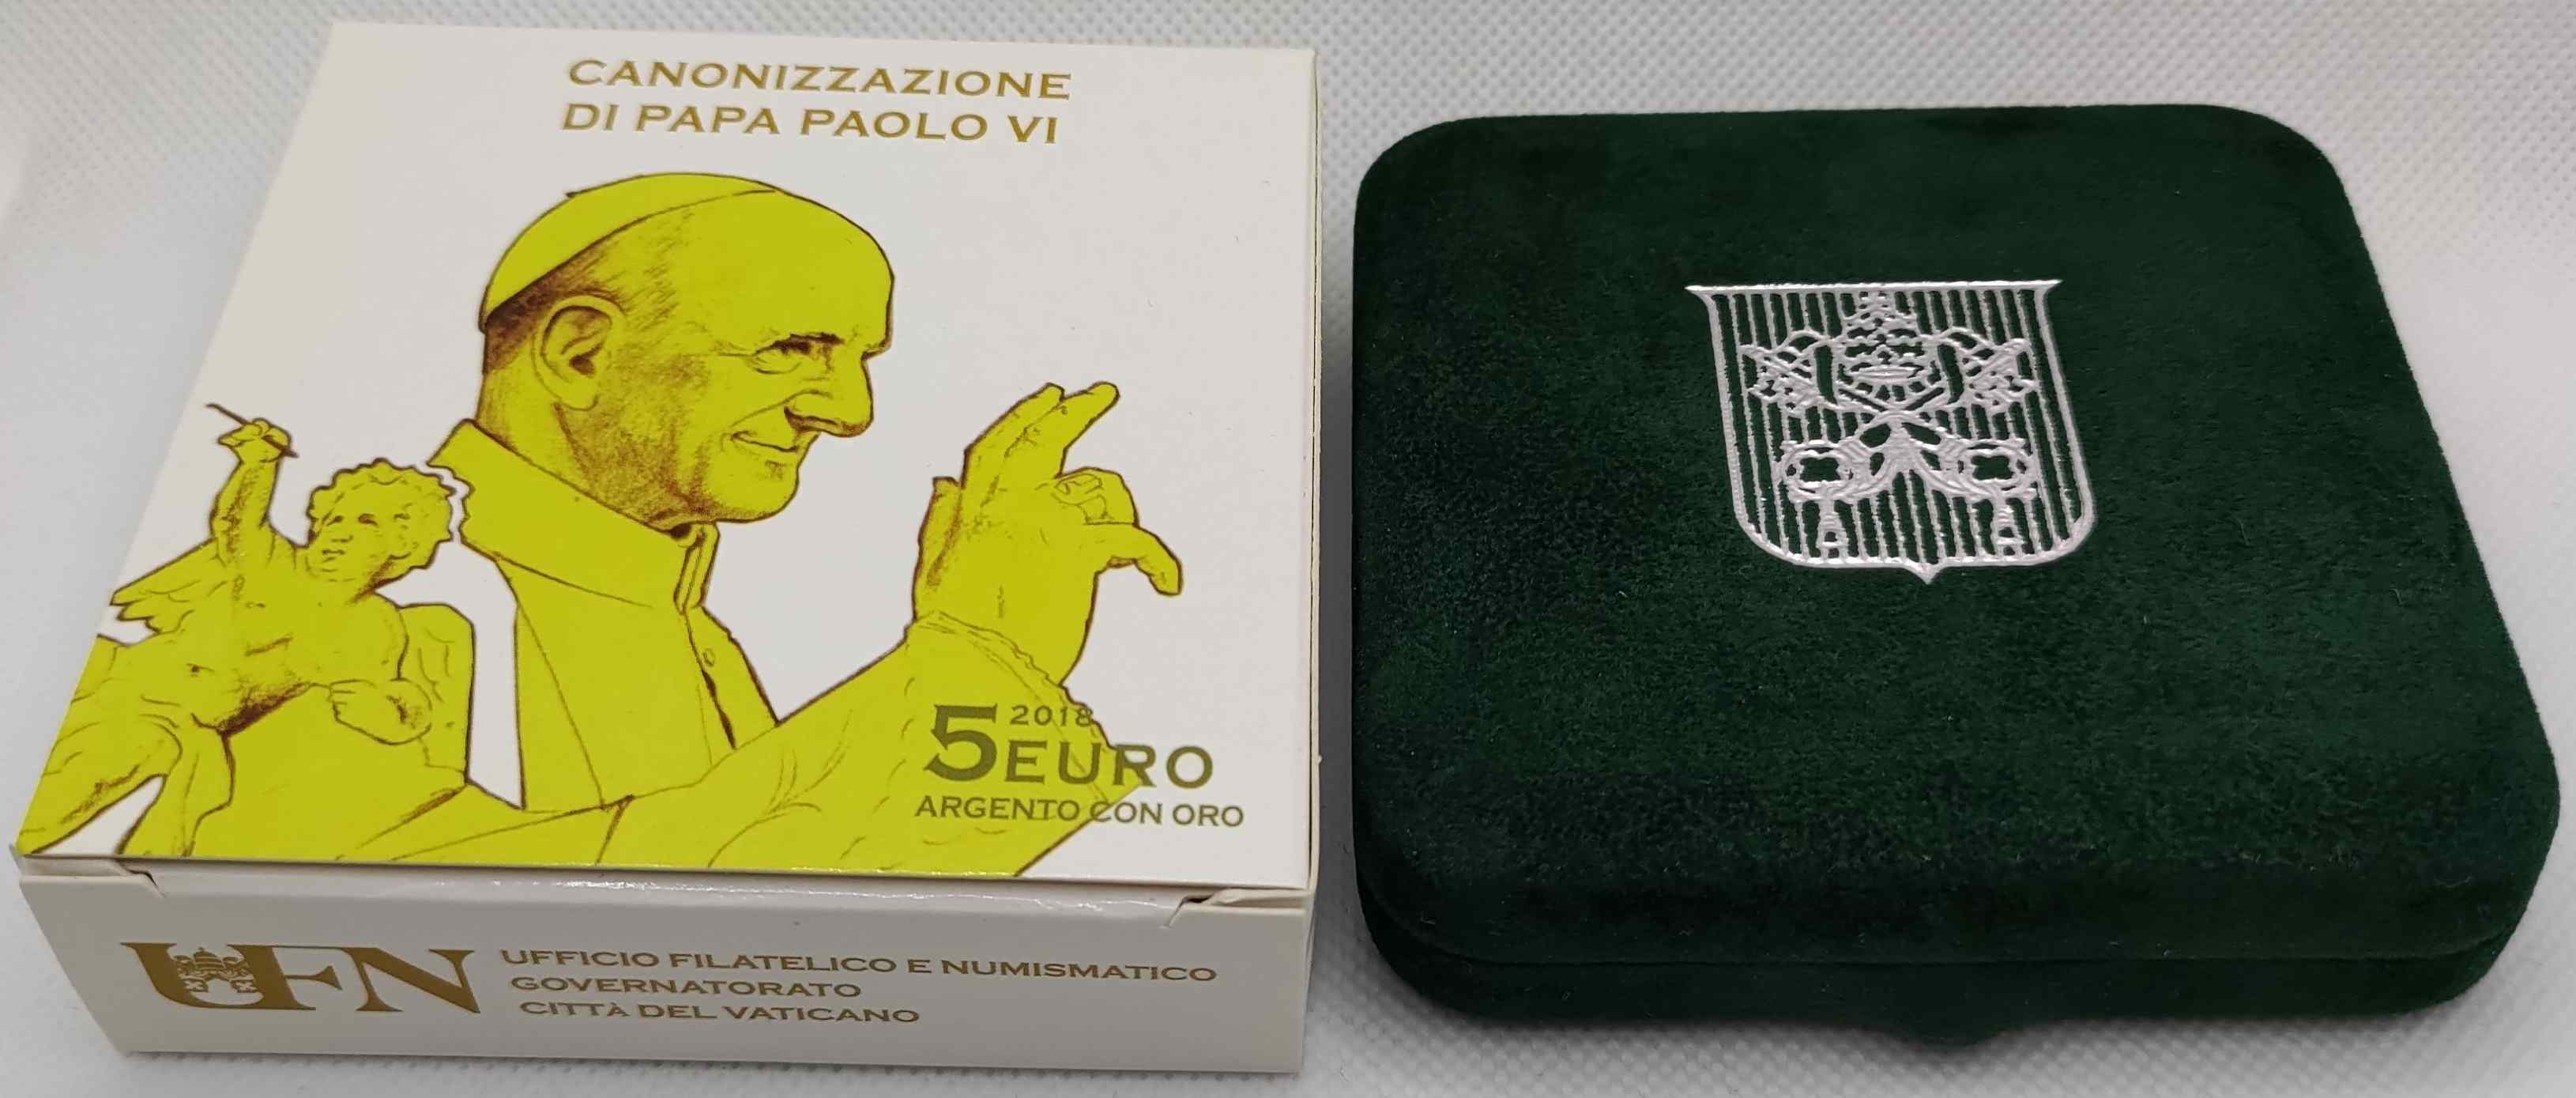 CANONIZZAZIONE
DI PAPA PAOLO VI
2018
5 EURO
ARGENTO CON ORO
UFN
UFFICIO FILATELICO E NUMISMATICO
GOVERNATORATO
CITTÀ DEL VATICANO